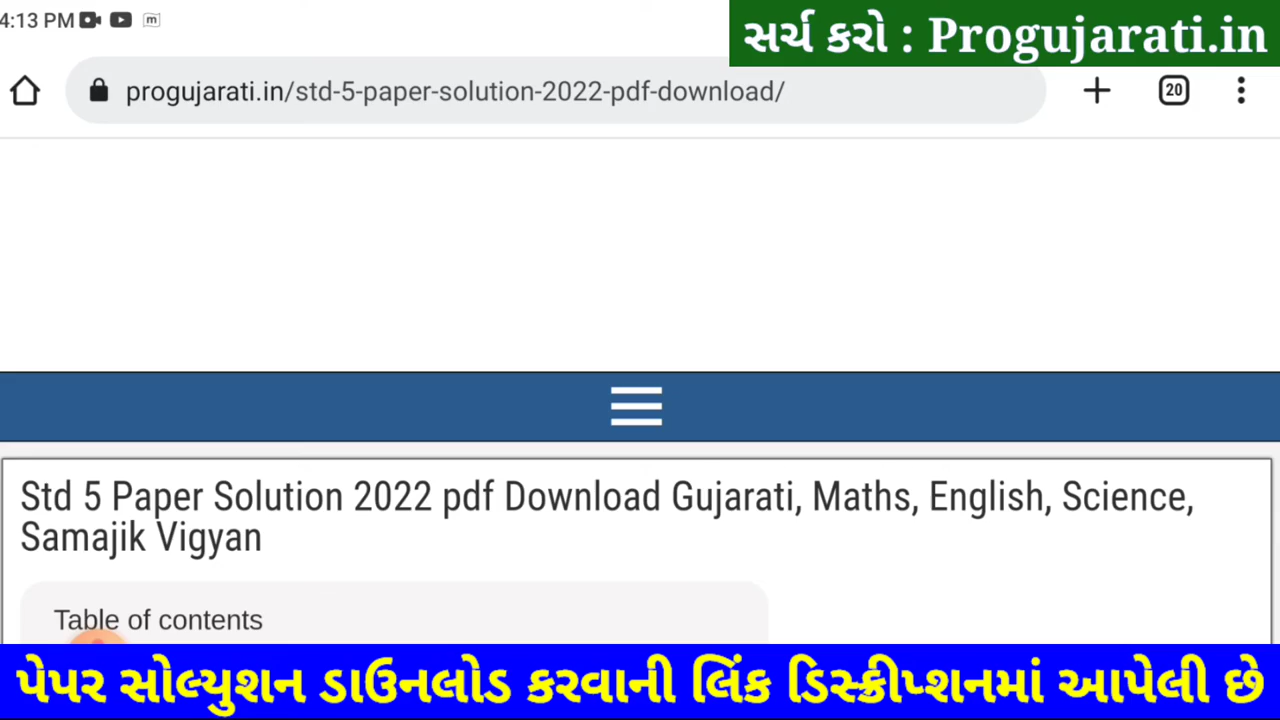 4:13 PM
સર્ચ કરો : Progujarati.in
progujarati.in/std-5-paper-solution-2022-pdf-download/
20
Std 5 Paper Solution 2022 pdf Download Gujarati, Maths, English, Science,
Samajik Vigyan
Table of contents
પેપર સોલ્યુશન ડાઉનલોડ કરવાની લિંક ડિસ્ક્રીપ્શનમાં આપેલી છે